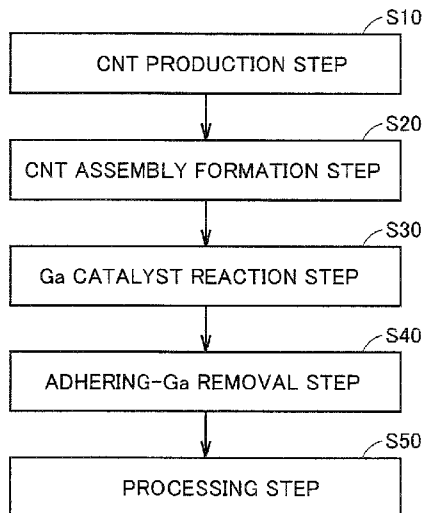 S10
CNT PRODUCTION STEP
S20
CNT ASSEMBLY FORMATION STEP
S30
Ga CATALYST REACTION STEP
S40
ADHERING-Ga REMOVAL STEP
S50
PROCESSING STEP